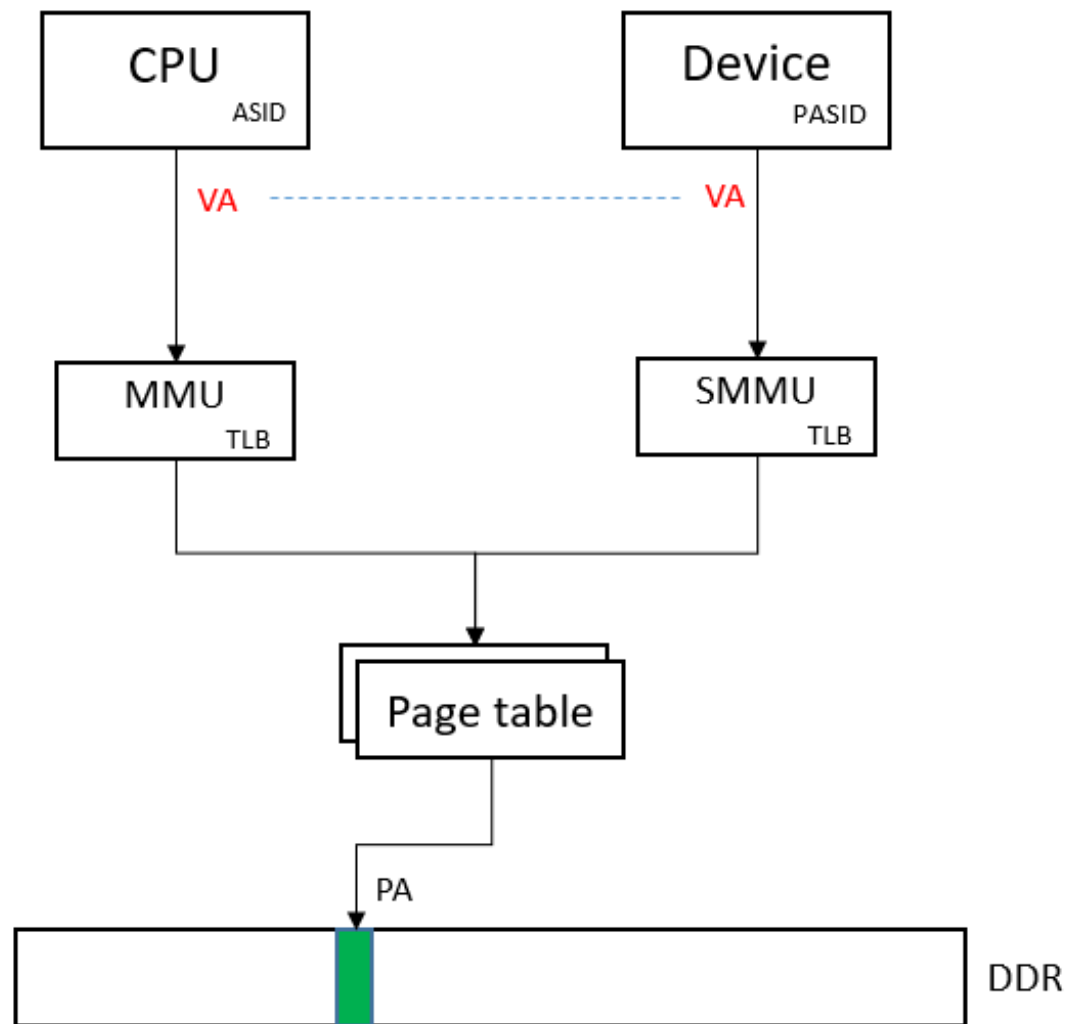 CPU
ASID
Device
PASID
VA
VA
MMU
TLB
SMMU
TLB
Page table
PA
DDR